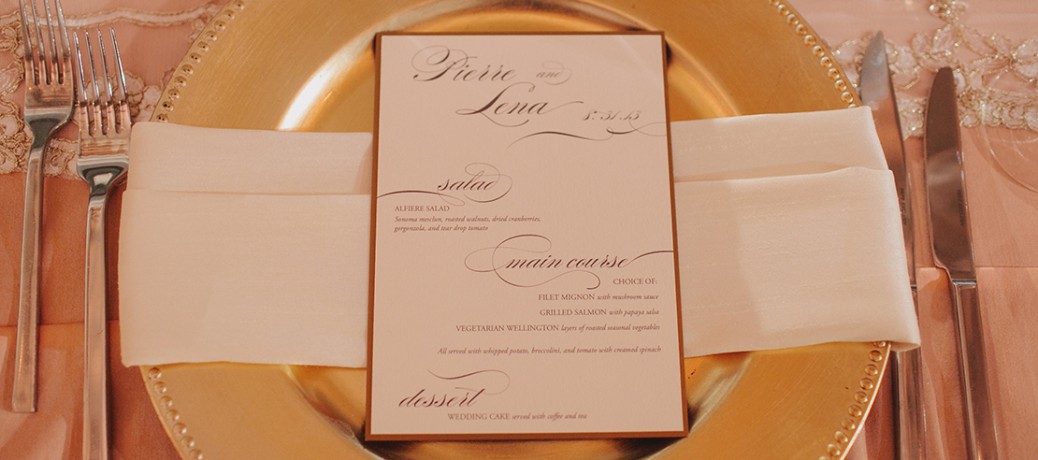 Pierre and
Lena 5.31.13
salad
ALFIERE SALAD
Sonoma mesclun, roasted walnuts, dried cranberries,
gorgonzola, and tear drop tomato
main course
CHOICE OF:
FILET MIGNON with mushroom sauce
GRILLED SALMON with papaya salsa
VEGETARIAN WELLINGTON layers of roasted seasonal vegetables
All served with whipped potato, broccolini, and tomato with creamed spinach
dessert
WEDDING CAKE served with coffee and tea